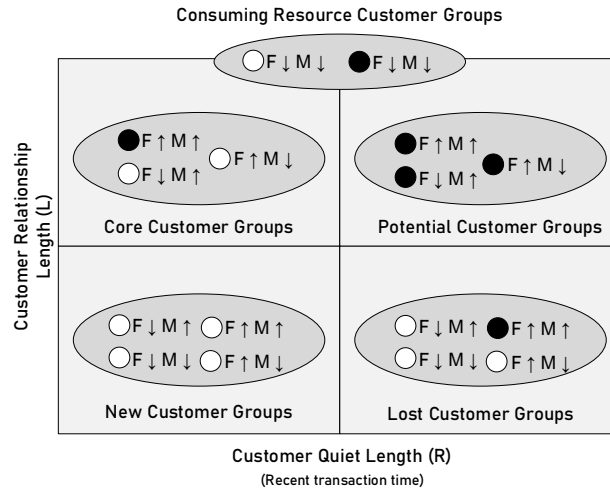 Consuming Resource Customer Groups
F ↓ M ↓ F ↓ M ↓
F ↑ M ↑
F ↑ M ↓
F ↓ M ↑
Core Customer Groups
F ↑ M ↑
F ↑ M ↓
F ↓ M ↑
Potential Customer Groups
F ↓ M ↑ F ↑ M ↑
F ↓ M ↓ F ↑ M ↓
New Customer Groups
F ↓ M ↑ F ↑ M ↑
F ↓ M ↓ F ↑ M ↓
Lost Customer Groups
Customer Relationship
Length (L)
Customer Quiet Length (R)
(Recent transaction time)